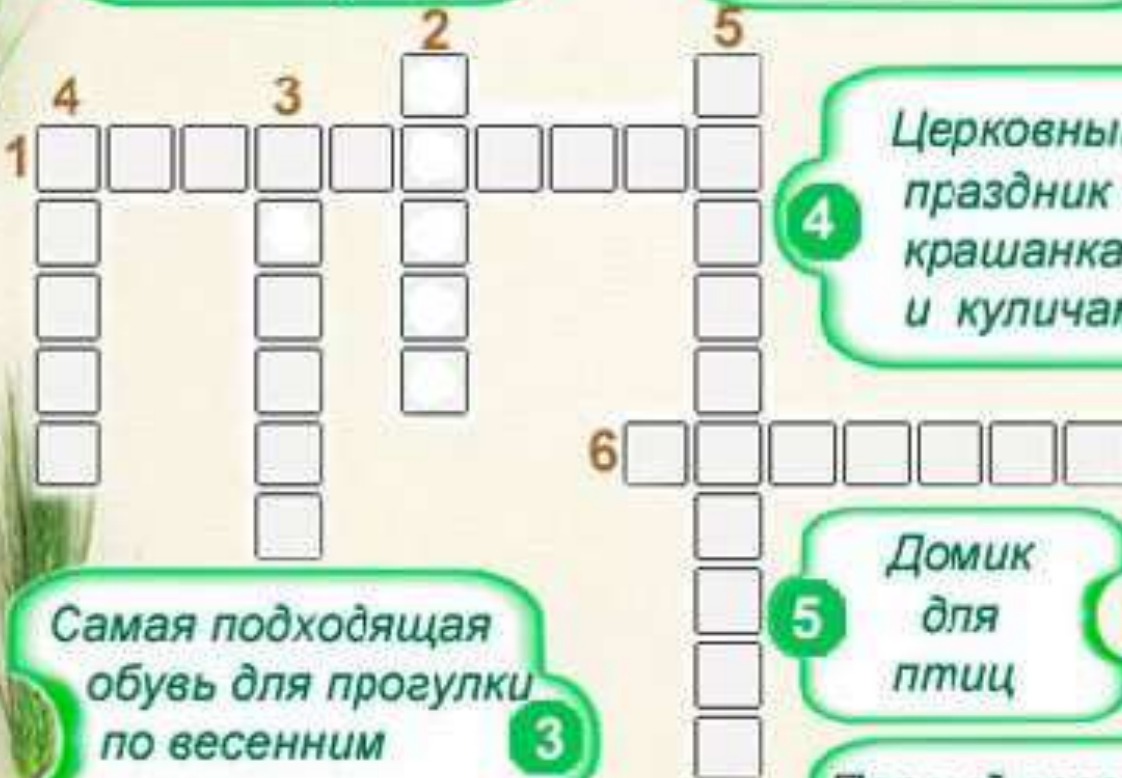 2
5
4
3
1
Церковны
праздник
4
крашанка
и куличa
6
Домик
5
для
птиц
Самая подходящая
обувь для прогулки
по весенним
3